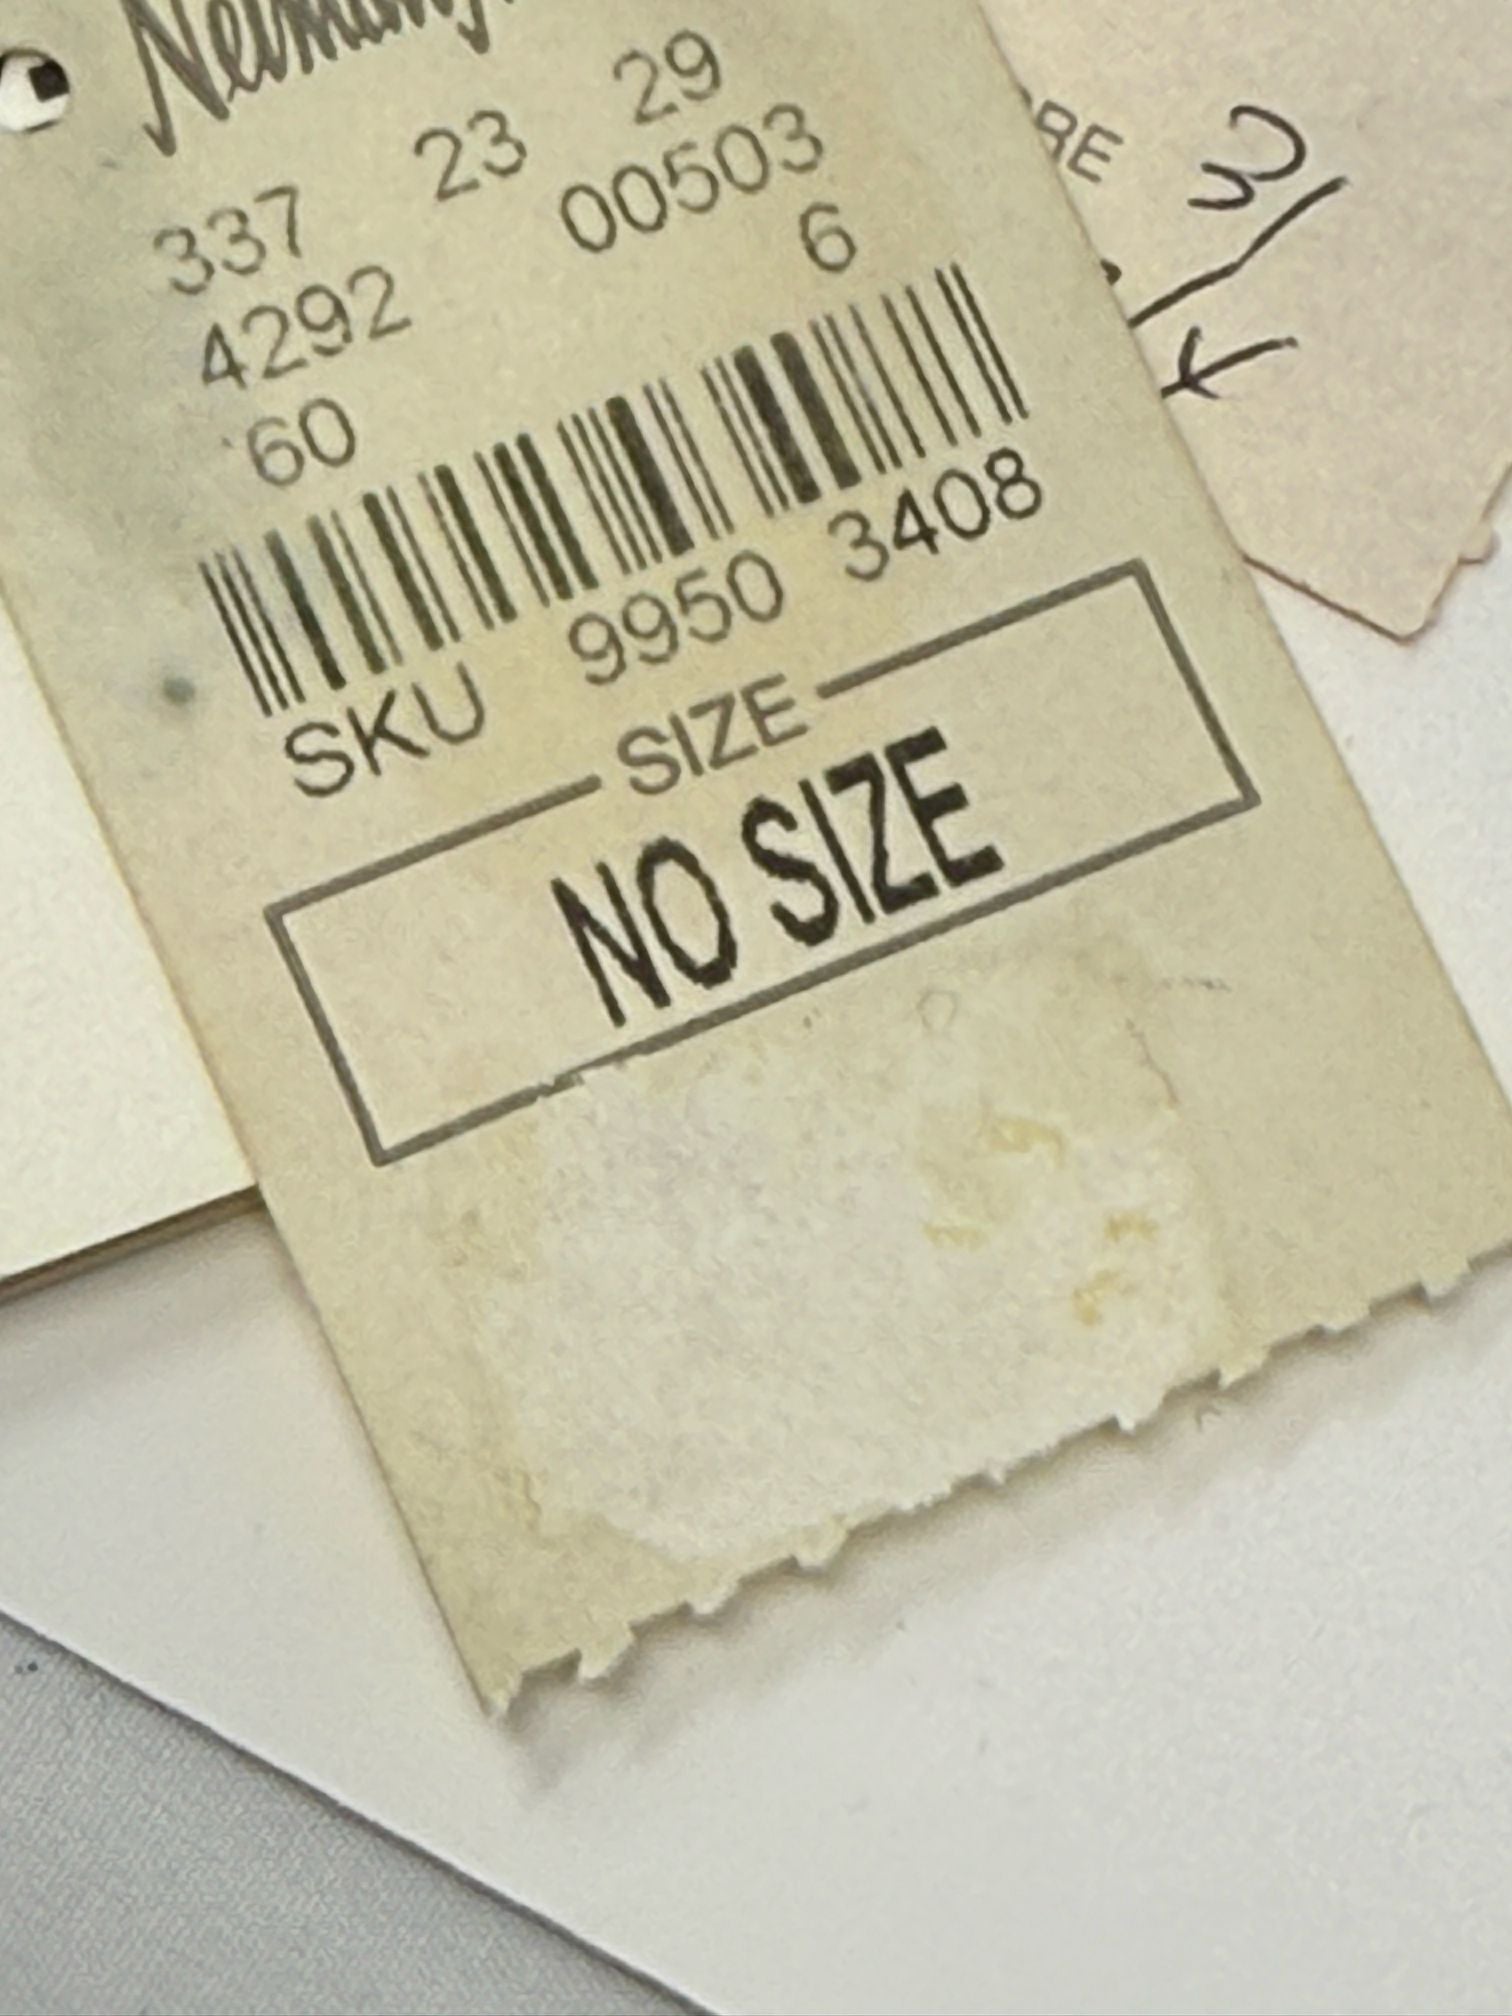 337 23 29
4292 00503
60 6
SKU 9950 3408
SIZE
NO SIZE